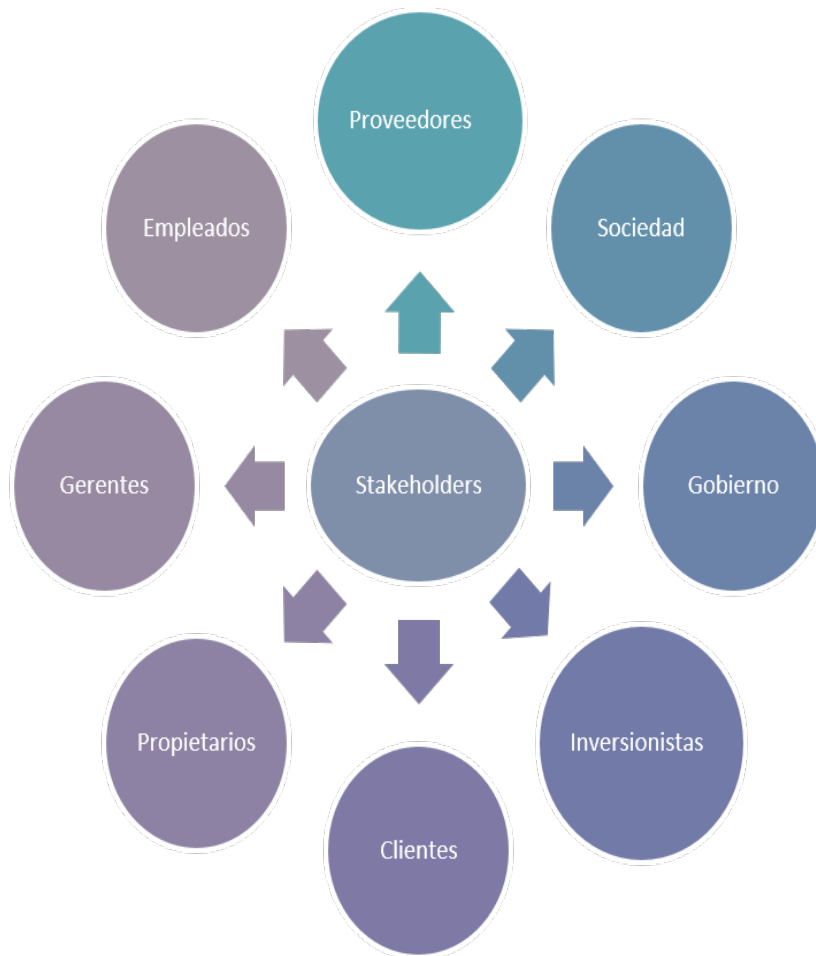 Proveedores
Empleados
Sociedad
Gerentes
Stakeholders
Gobierno
Propietarios
Inversionistas
Clientes